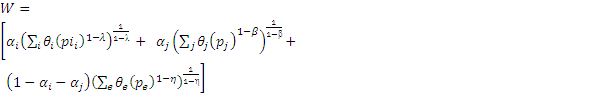 W =
[α_i(∑_i θ_i(pi_i)^{1−λ})^{1/(1−λ)} + α_j(∑_j θ_j(p_j)^{1−β})^{1/(1−β)} +
(1 − α_i − α_j)(∑_e θ_e(p_e)^{1−η})^{1/(1−η)}]